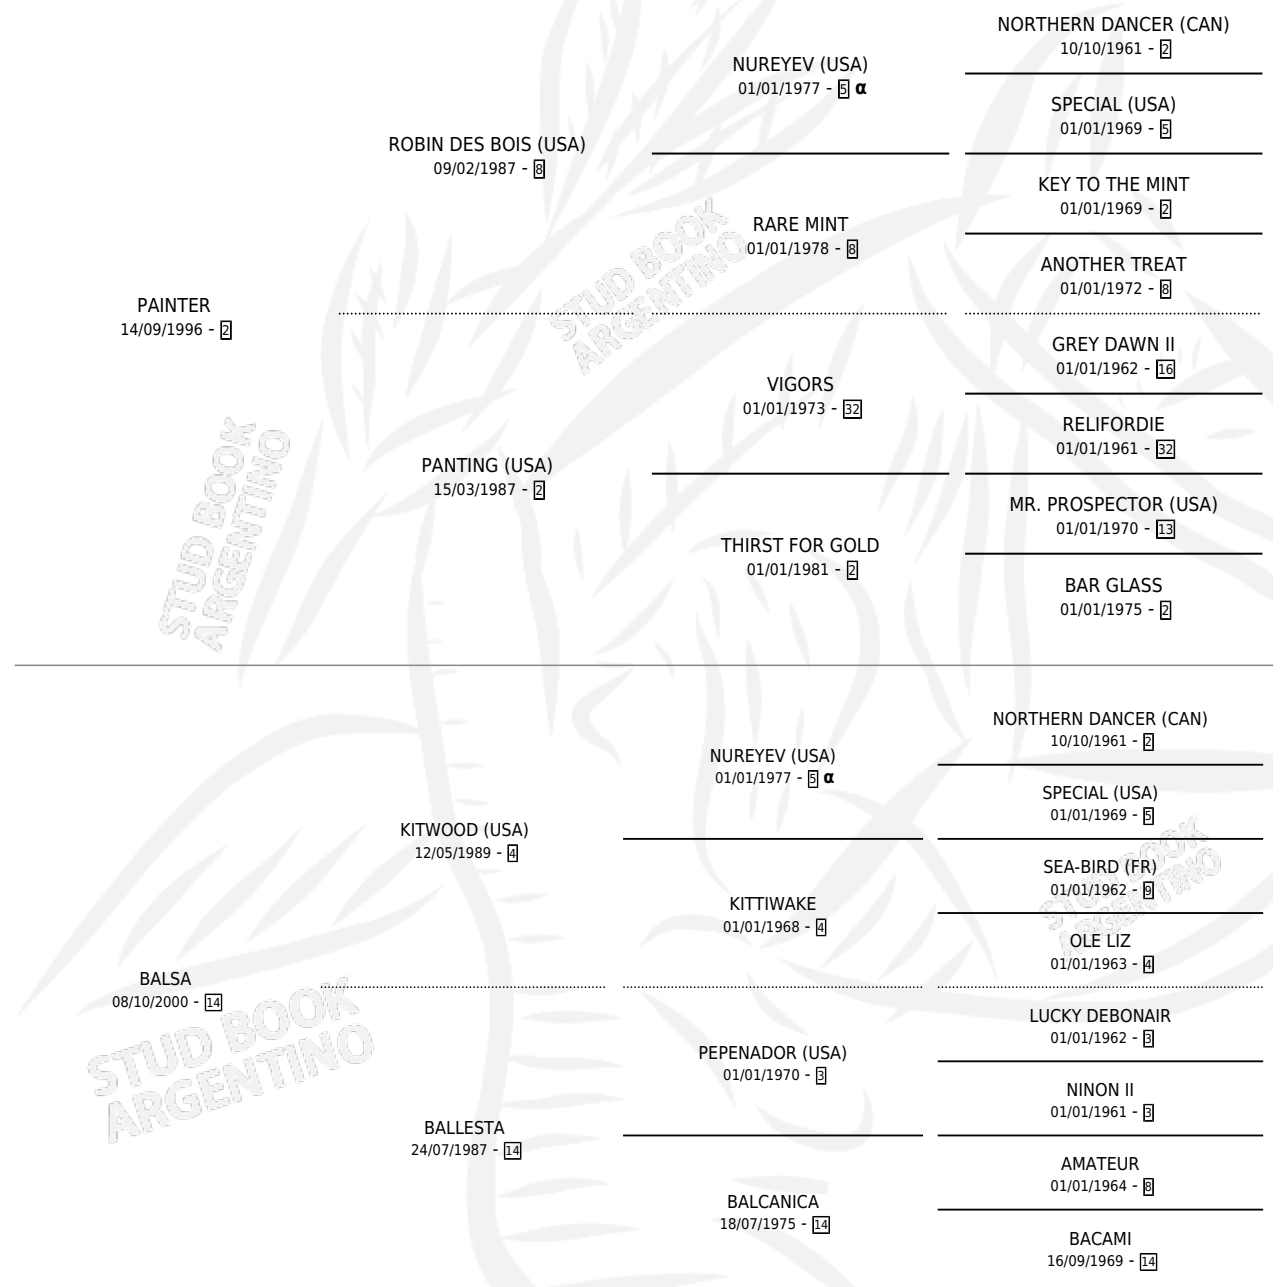 NORTHERN DANCER (CAN)
10/10/1961 - 2
NUREYEV (USA)
01/01/1977 - 5 α
SPECIAL (USA)
01/01/1969 - 5
ROBIN DES BOIS (USA)
09/02/1987 - 8
KEY TO THE MINT
01/01/1969 - 2
RARE MINT
01/01/1978 - 8
ANOTHER TREAT
01/01/1972 - 8
PAINTER
14/09/1996 - 2
GREY DAWN II
01/01/1962 - 16
VIGORS
01/01/1973 - 32
RELIFORDIE
01/01/1961 - 32
PANTING (USA)
15/03/1987 - 2
MR. PROSPECTOR (USA)
01/01/1970 - 13
THIRST FOR GOLD
01/01/1981 - 2
BAR GLASS
01/01/1975 - 2
STUD BOOK
ARGENTINO
STUD BOOK
ARGENTINO
NORTHERN DANCER (CAN)
10/10/1961 - 2
NUREYEV (USA)
01/01/1977 - 5 α
SPECIAL (USA)
01/01/1969 - 5
KITWOOD (USA)
12/05/1989 - 4
SEA-BIRD (FR)
01/01/1962 - 9
KITTIWAKE
01/01/1968 - 4
OLE LIZ
01/01/1963 - 4
BALSA
08/10/2000 - 14
LUCKY DEBONAIR
01/01/1962 - 3
PEPENADOR (USA)
01/01/1970 - 3
NINON II
01/01/1961 - 3
BALLESTA
24/07/1987 - 14
AMATEUR
01/01/1964 - 8
BALCANICA
18/07/1975 - 14
BACAMI
16/09/1969 - 14
STUD BOOK
ARGENTINO
STUD BOOK
ARGENTINO